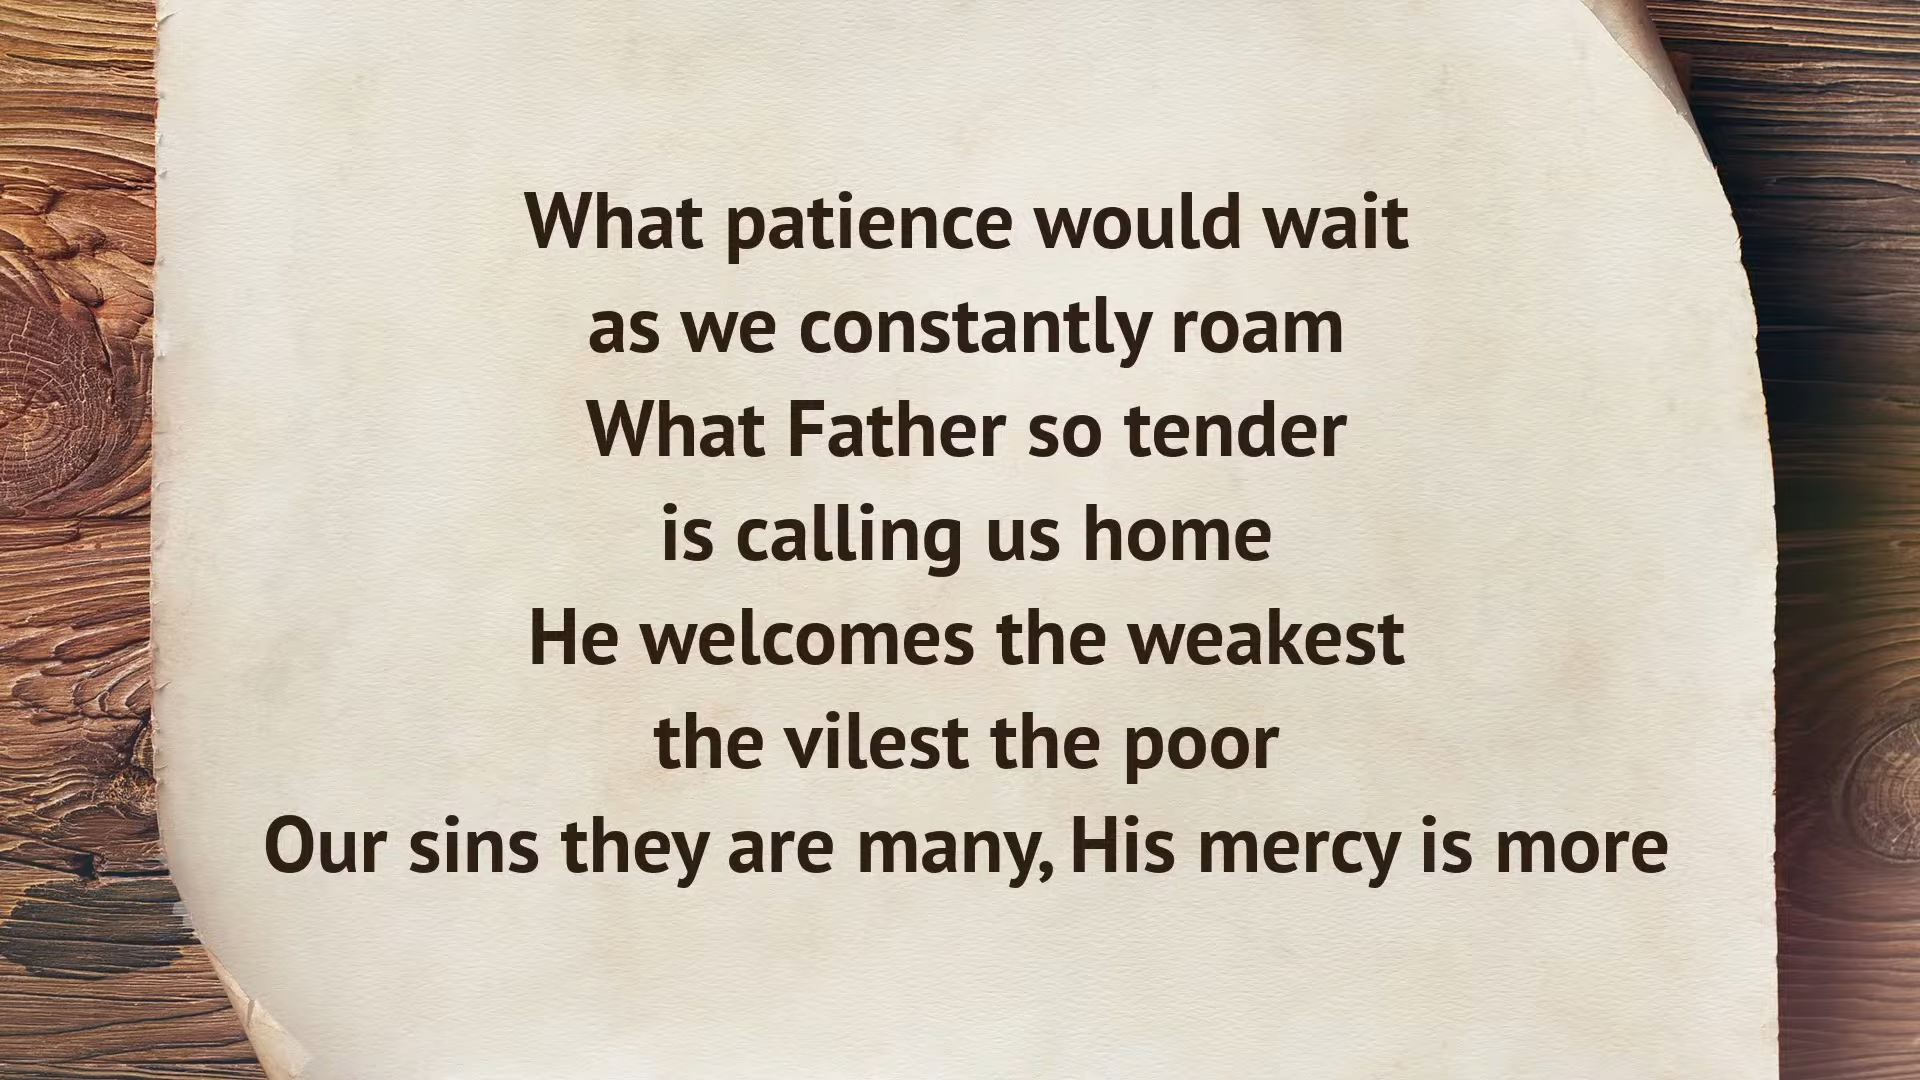 What patience would wait
as we constantly roam
What Father so tender
is calling us home
He welcomes the weakest
the vilest the poor
Our sins they are many, His mercy is more